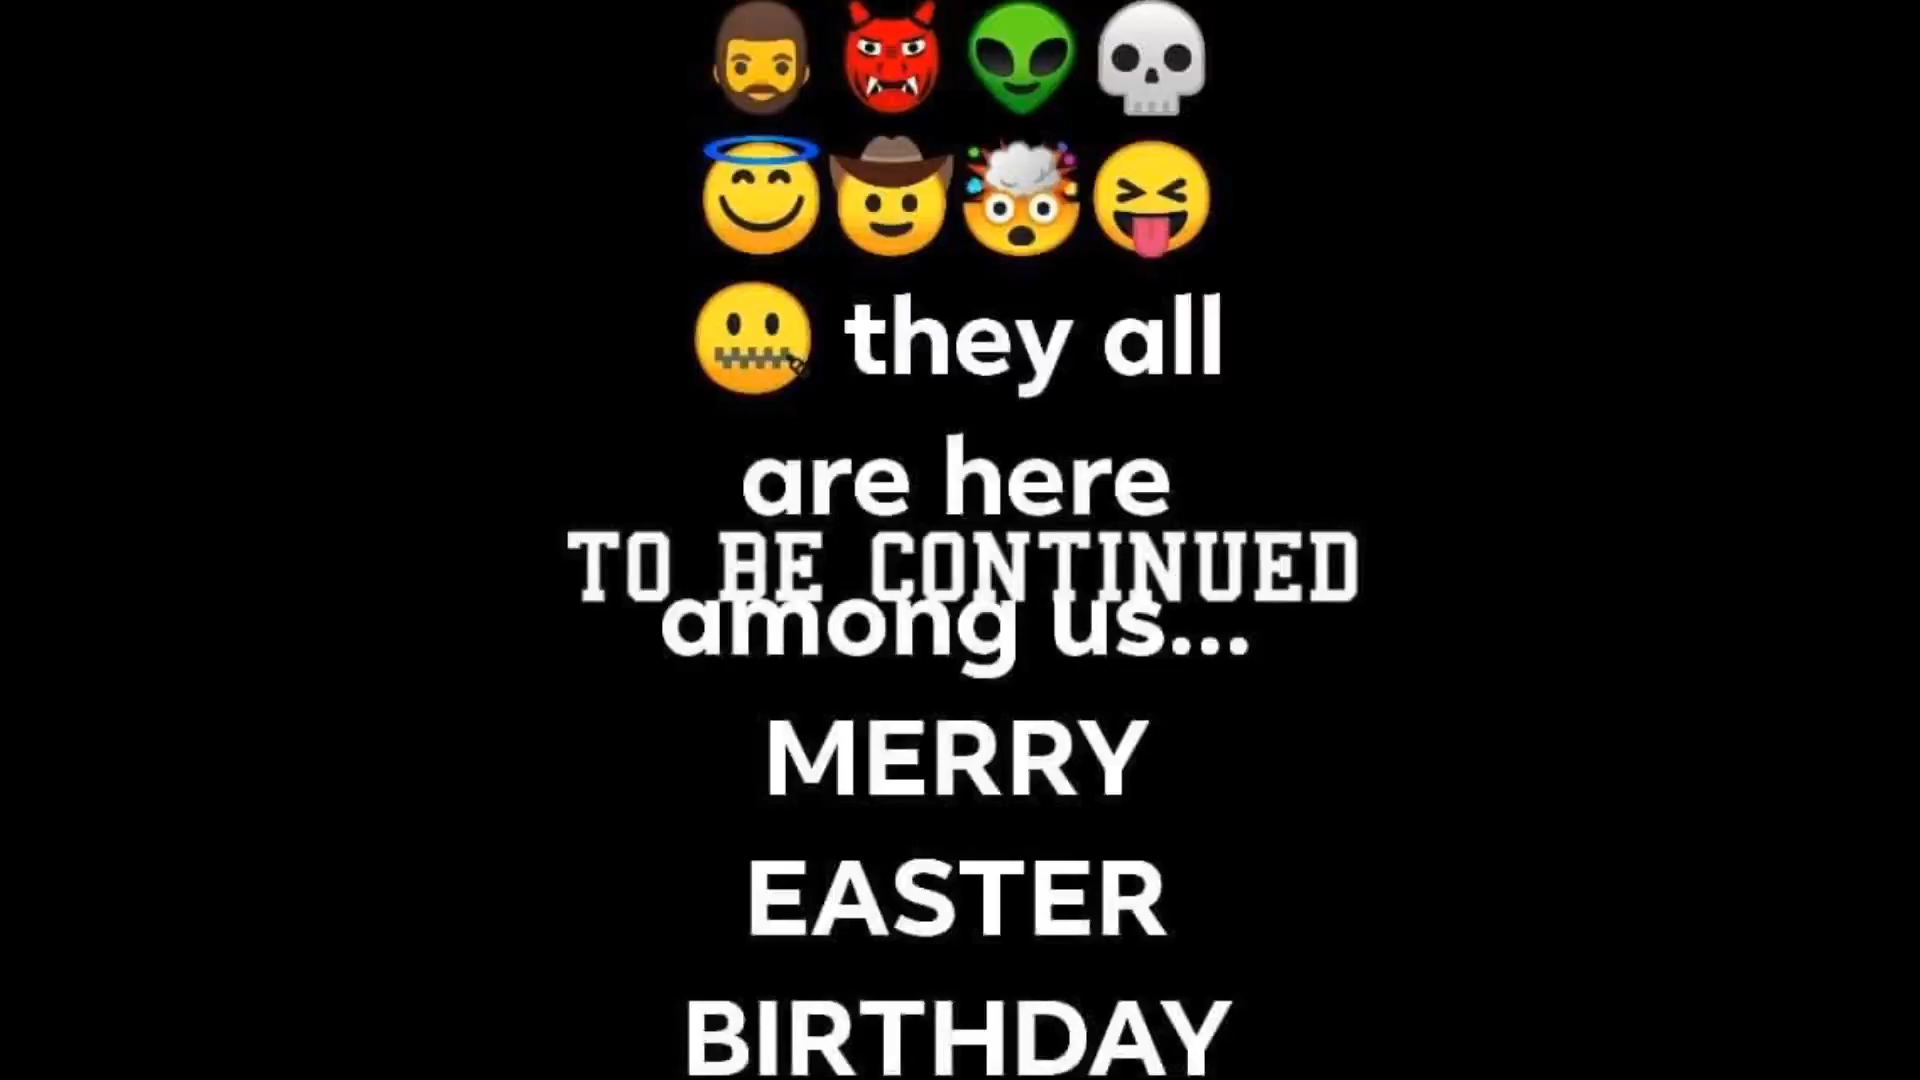 🧔👹👽💀
😇🤠🤯😝
🤐 they all
are here
TO BE CONTINUED
among us...
MERRY
EASTER
BIRTHDAY